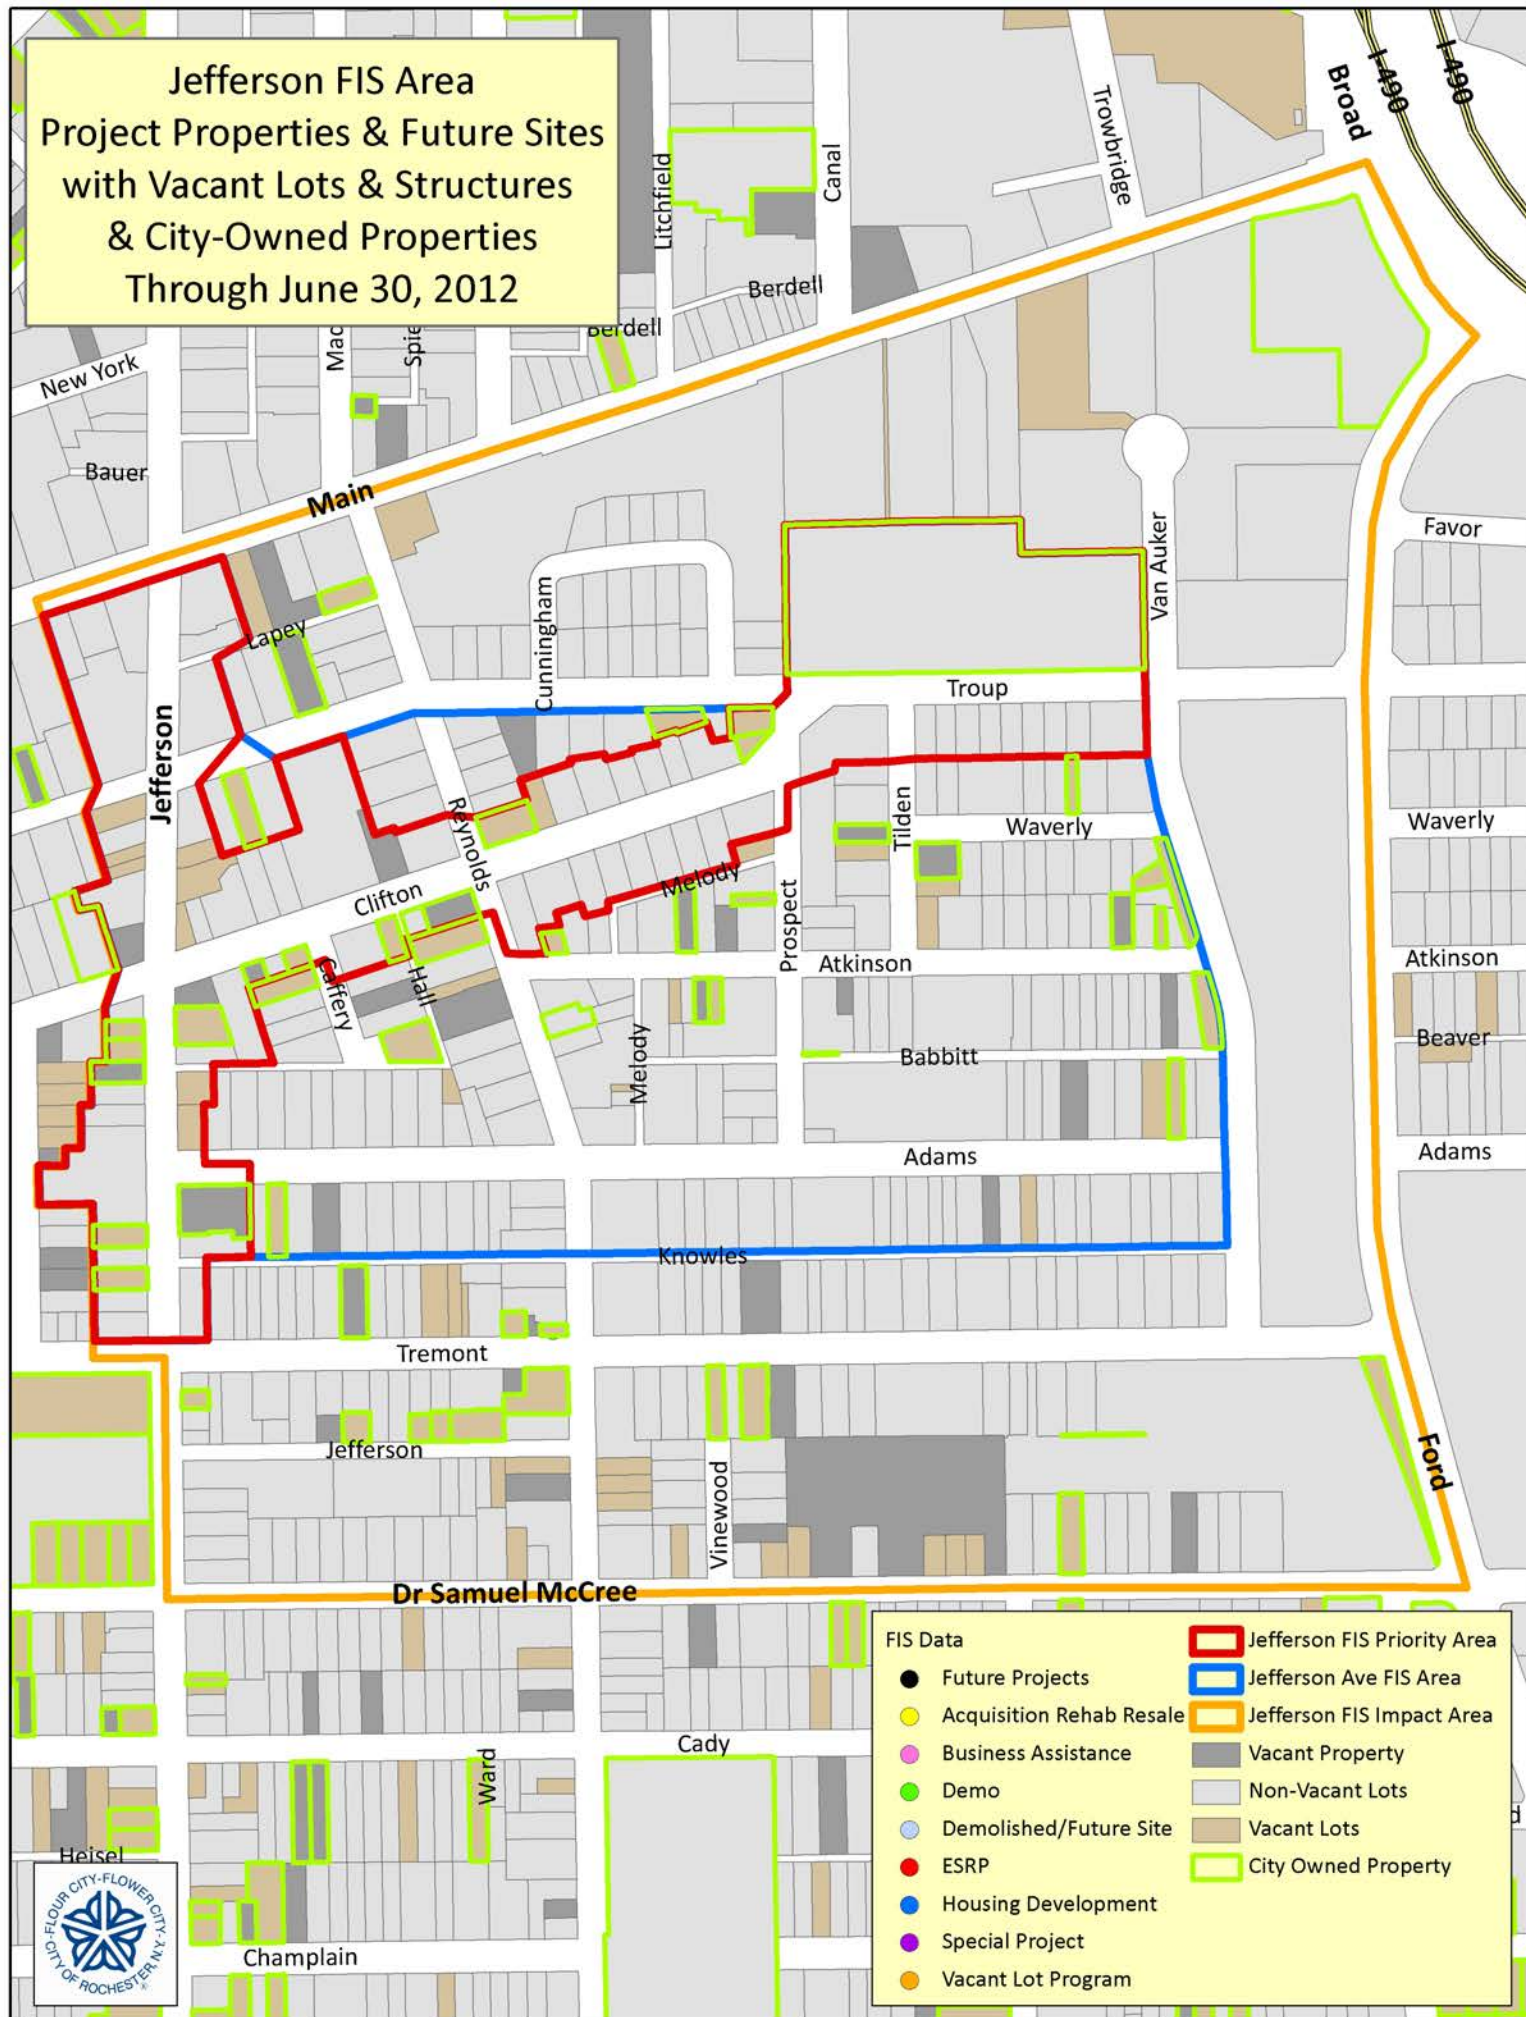 Jefferson FIS Area
Project Properties & Future Sites
with Vacant Lots & Structures
& City-Owned Properties
Through June 30, 2012
I-490
I-490
Broad
Trowbridge
Canal
Litchfield
Berdell
Berdell
Mad
Spie
New York
Bauer
Main
Favor
Van Auker
Cunningham
Lapey
Troup
Jefferson
Reynolds
Tilden
Waverly
Waverly
Clifton
Melody
Prospect
Atkinson
Atkinson
Caffery
Hall
Beaver
Babbitt
Melody
Adams
Adams
Knowles
Tremont
Jefferson
Vinewood
Ford
Dr Samuel McCree
Cady
Ward
Heisel
Champlain
d
FIS Data
Future Projects
Acquisition Rehab Resale
Business Assistance
Demo
Demolished/Future Site
ESRP
Housing Development
Special Project
Vacant Lot Program
Jefferson FIS Priority Area
Jefferson Ave FIS Area
Jefferson FIS Impact Area
Vacant Property
Non-Vacant Lots
Vacant Lots
City Owned Property
FLOUR CITY-FLOWER CITY
CITY OF ROCHESTER, N.Y.